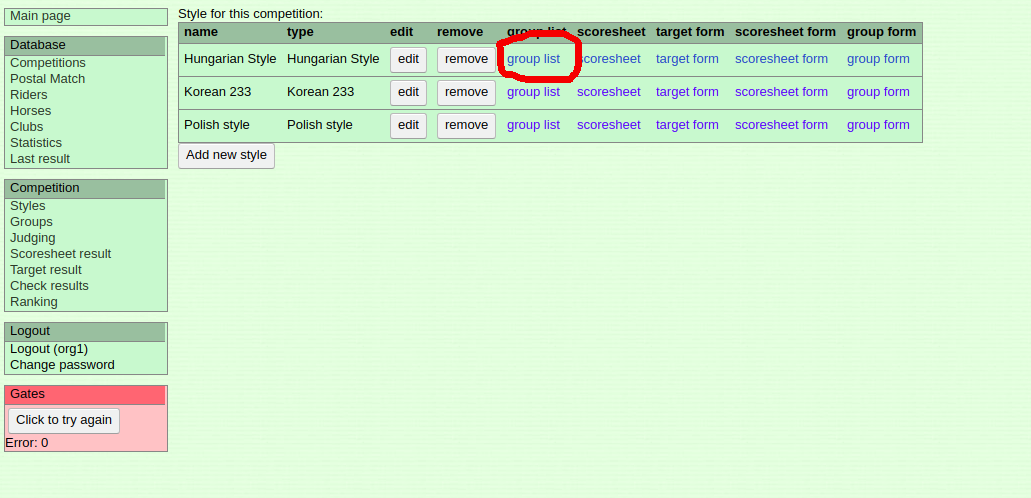 Main page
Database
Competitions
Postal Match
Riders
Horses
Clubs
Statistics
Last result
Competition
Styles
Groups
Judging
Scoresheet result
Target result
Check results
Ranking
Logout
Logout (org1)
Change password
Gates
Click to try again
Error: 0
Style for this competition:
name type edit remove group list scoresheet target form scoresheet form group form
Hungarian Style Hungarian Style edit remove group list scoresheet target form scoresheet form group form
Korean 233 Korean 233 edit remove group list scoresheet target form scoresheet form group form
Polish style Polish style edit remove group list scoresheet target form scoresheet form group form
Add new style